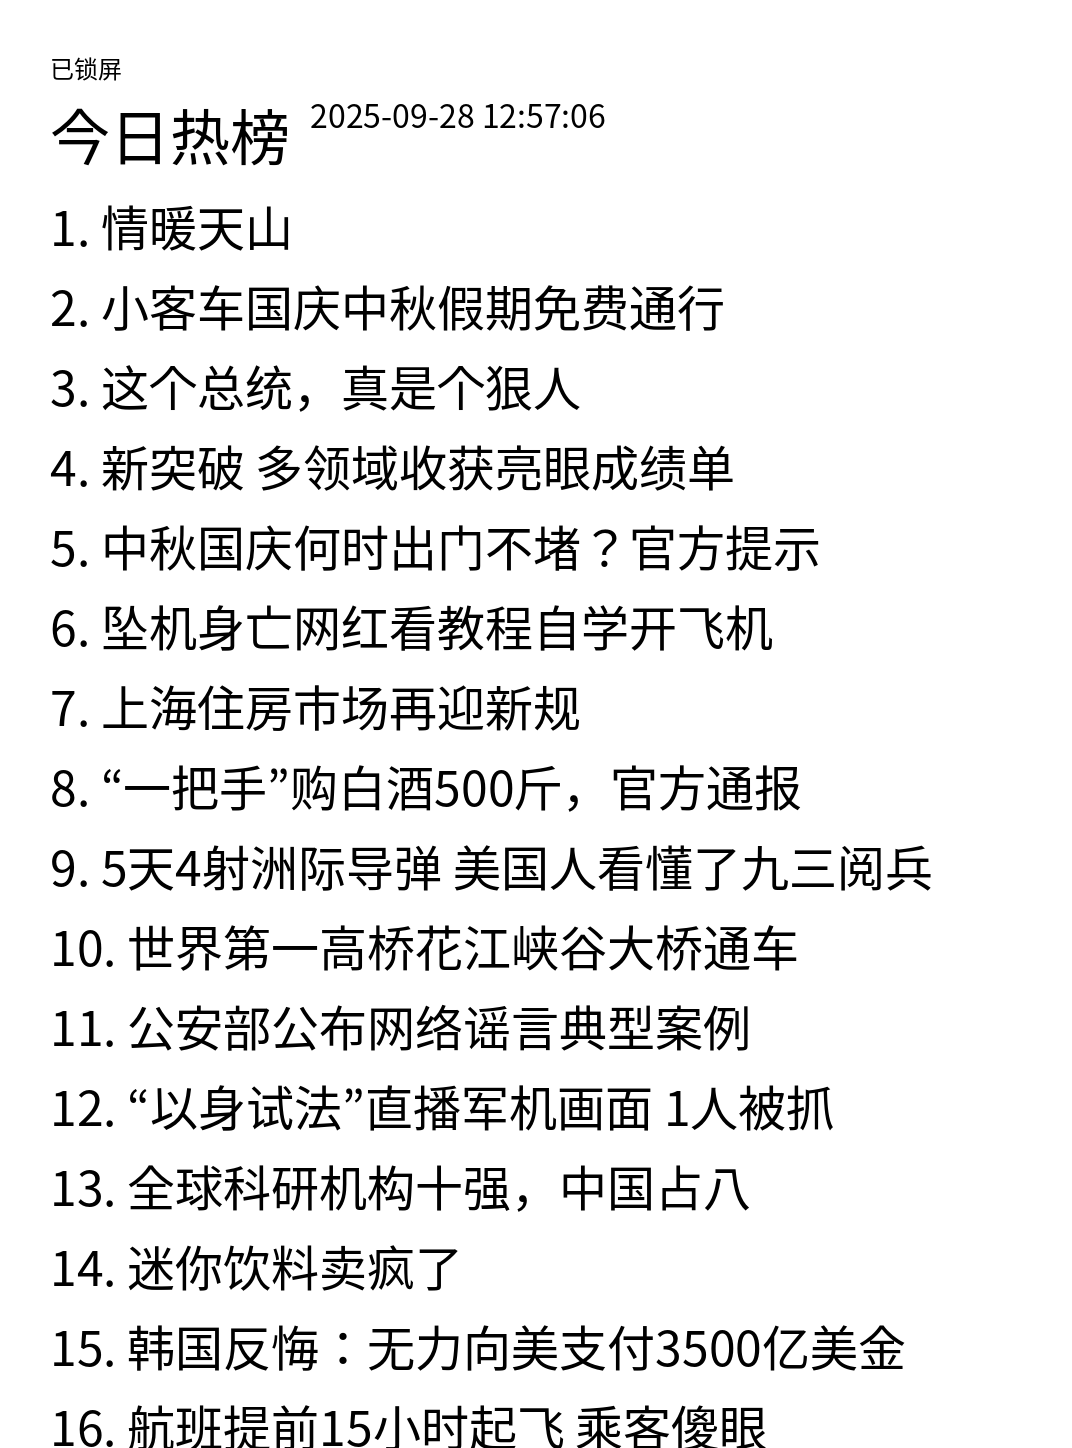 已锁屏
今日热榜 2025-09-28 12:57:06
1. 情暖天山
2. 小客车国庆中秋假期免费通行
3. 这个总统，真是个狠人
4. 新突破 多领域收获亮眼成绩单
5. 中秋国庆何时出门不堵？官方提示
6. 坠机身亡网红看教程自学开飞机
7. 上海住房市场再迎新规
8. “一把手”购白酒500斤，官方通报
9. 5天4射洲际导弹 美国人看懂了九三阅兵
10. 世界第一高桥花江峡谷大桥通车
11. 公安部公布网络谣言典型案例
12. “以身试法”直播军机画面 1人被抓
13. 全球科研机构十强，中国占八
14. 迷你饮料卖疯了
15. 韩国反悔：无力向美支付3500亿美金
16. 航班提前15小时起飞 乘客傻眼